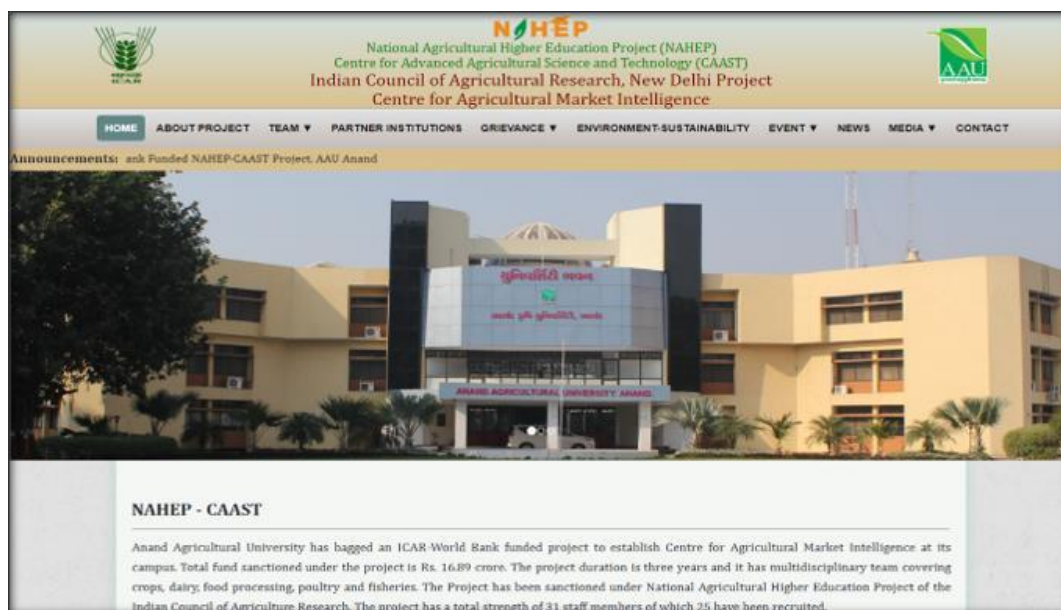 NAHEP
National Agricultural Higher Education Project (NAHEP)
Centre for Advanced Agricultural Science and Technology (CAAST)
Indian Council of Agricultural Research, New Delhi Project
Centre for Agricultural Market Intelligence
ICAR
AAU
HOME ABOUT PROJECT TEAM ▼ PARTNER INSTITUTIONS GRIEVANCE ▼ ENVIRONMENT-SUSTAINABILITY EVENT ▼ NEWS MEDIA ▼ CONTACT
Announcements: ank Funded NAHEP-CAAST Project, AAU Anand
યુનિવર્સિટી ભવન
આણંદ કૃષિ યુનિવર્સિટી, આણંદ
ANAND AGRICULTURAL UNIVERSITY ANAND
NAHEP - CAAST
Anand Agricultural University has bagged an ICAR-World Bank funded project to establish Centre for Agricultural Market Intelligence at its
campus. Total fund sanctioned under the project is Rs. 16.89 crore. The project duration is three years and it has multidisciplinary team covering
crops, dairy, food processing, poultry and fisheries. The Project has been sanctioned under National Agricultural Higher Education Project of the
Indian Council of Agriculture Research. The project has a total strength of 31 staff members of which 25 have been recruited.